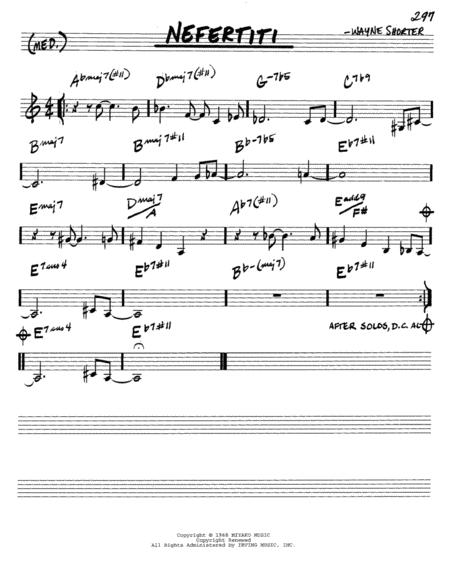 297
(MED.) NEFERTITI -WAYNE SHORTER
Abmaj7(#11) Dbmaj7(#11) G-7b5 C7b9
4/4
Bmaj7 Bmaj7#11 Bb-7b5 Eb7#11
Emaj7 Dmaj7/A Ab7(#11) Eadd9/F#
E7sus4 Eb7#11 Bb-(maj7)
E7sus4 Eb7#11 AFTER SOLOS, D.C. AL
Copyright © 1968 MIYAKO MUSIC
Copyright Renewed
All Rights Administered by IRVING MUSIC, INC.